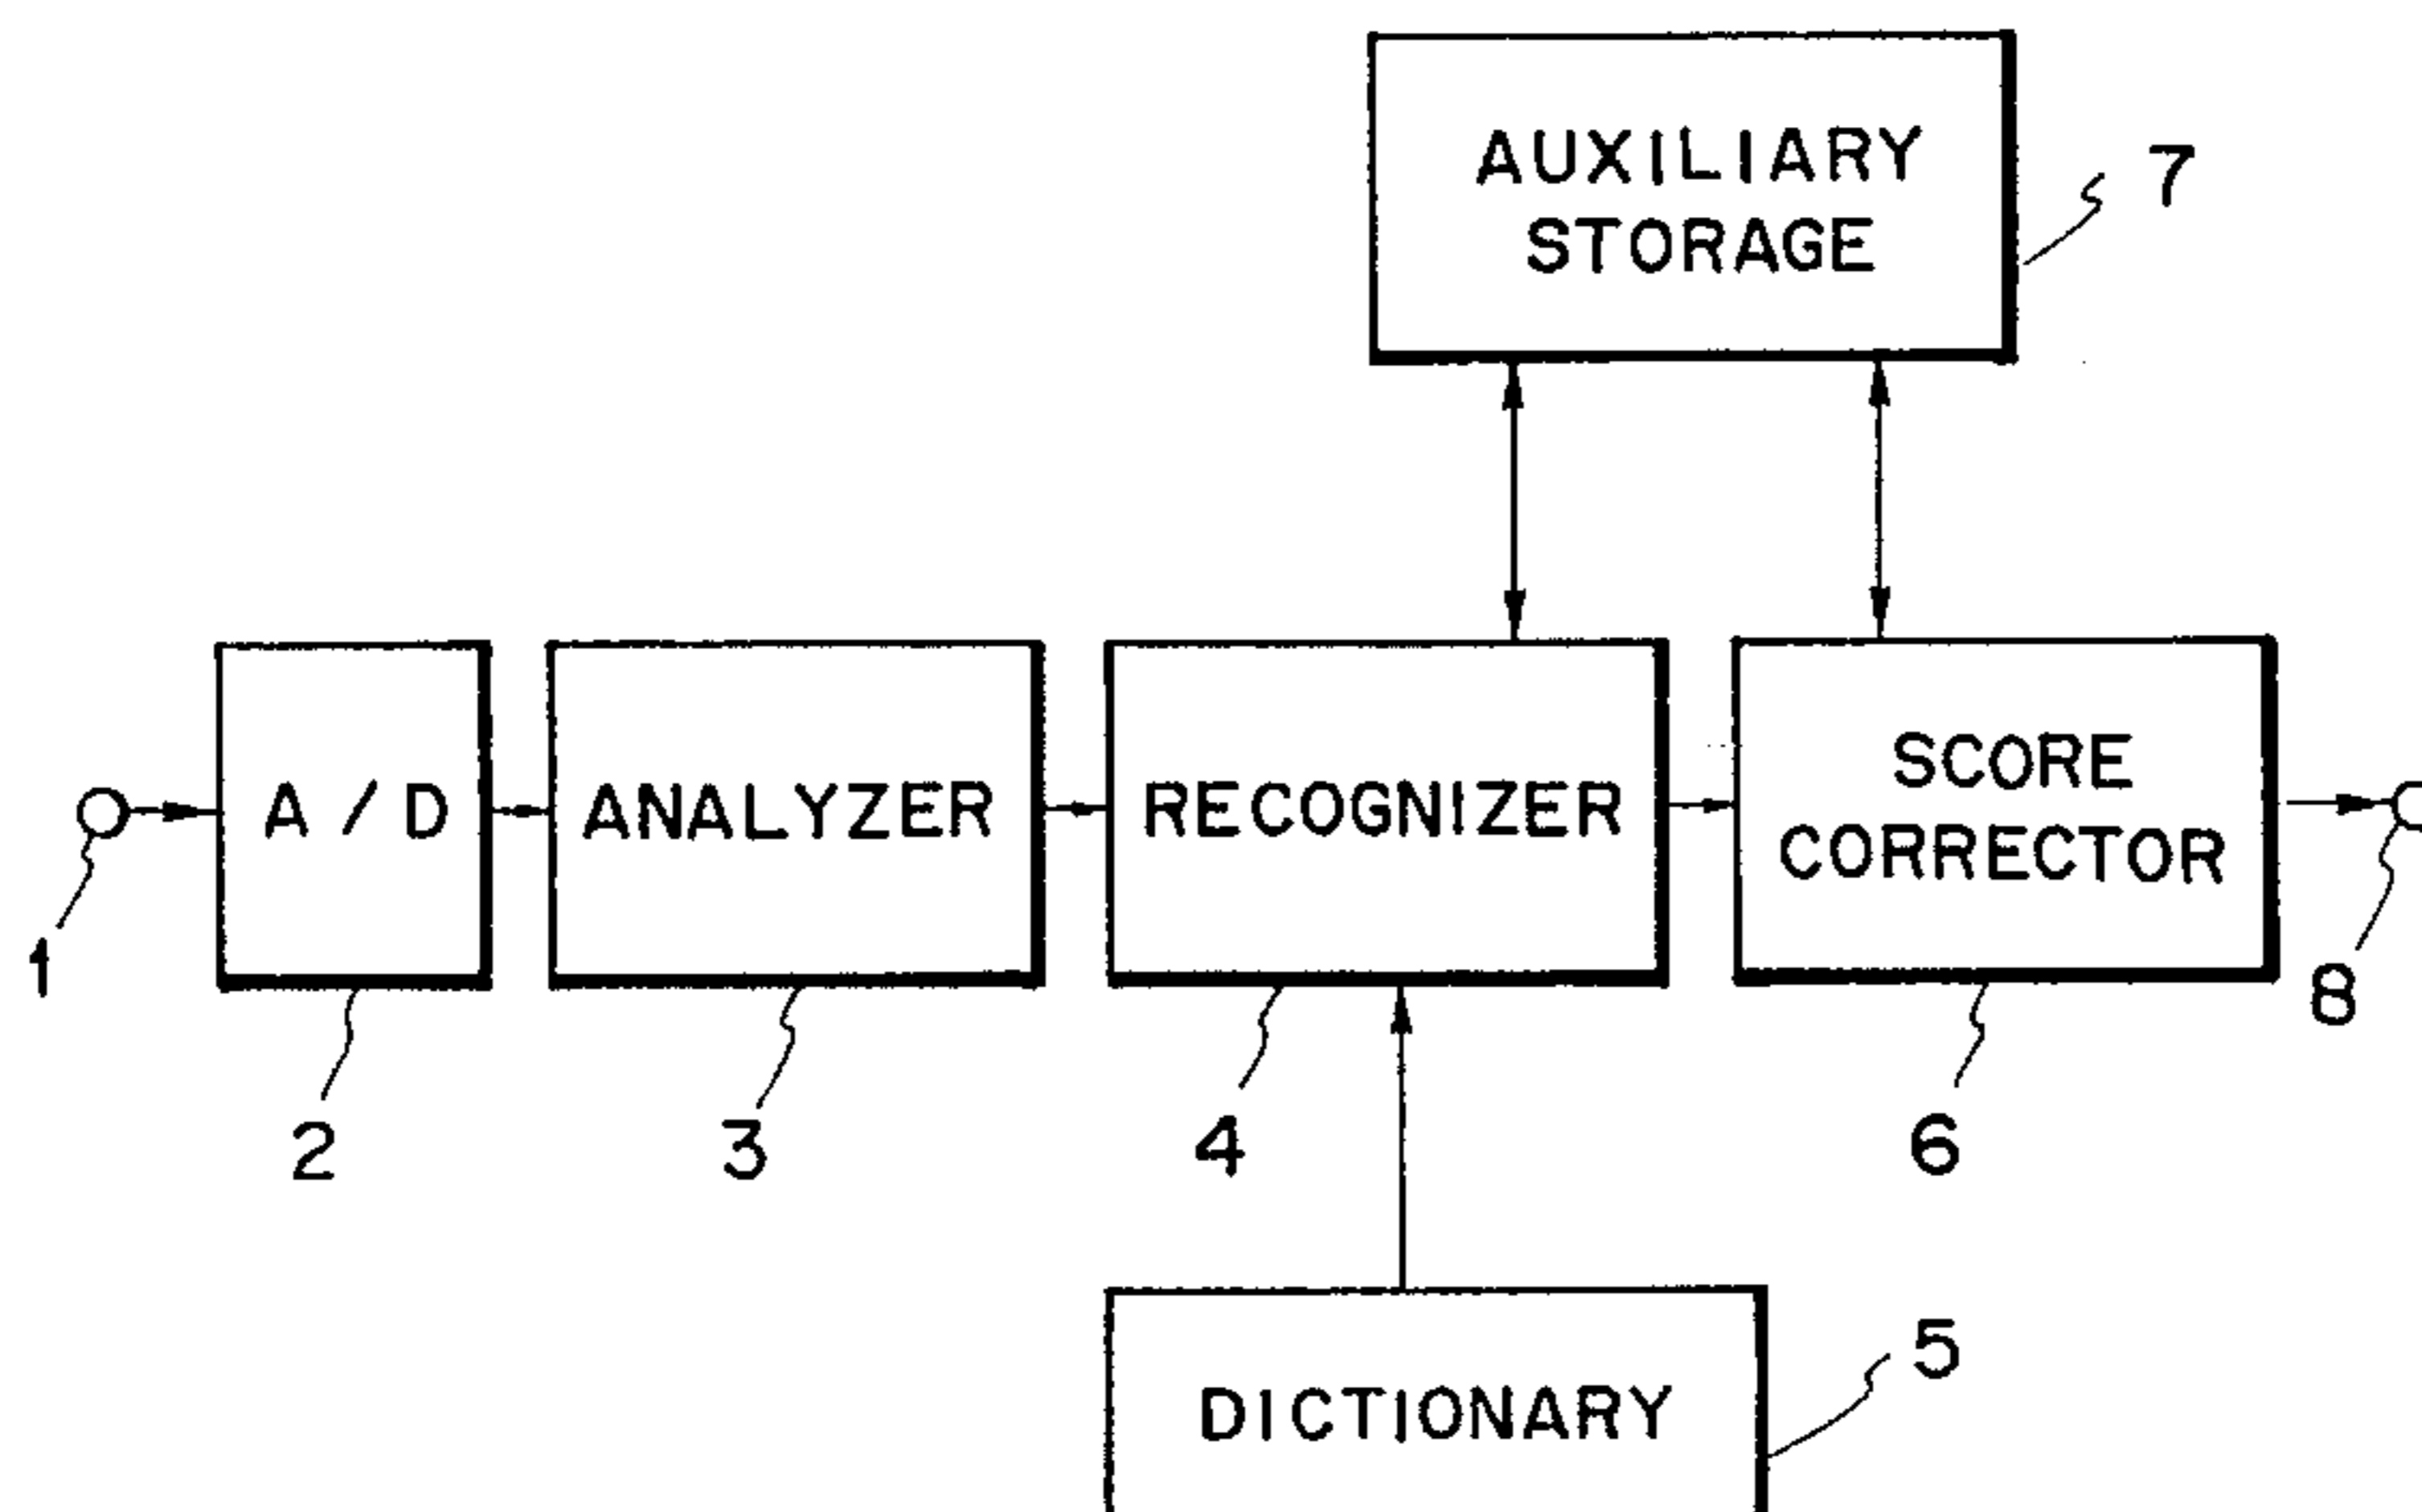 AUXILIARY
STORAGE
7
A/D
ANALYZER
RECOGNIZER
SCORE
CORRECTOR
1
2
3
4
6
8
DICTIONARY
5